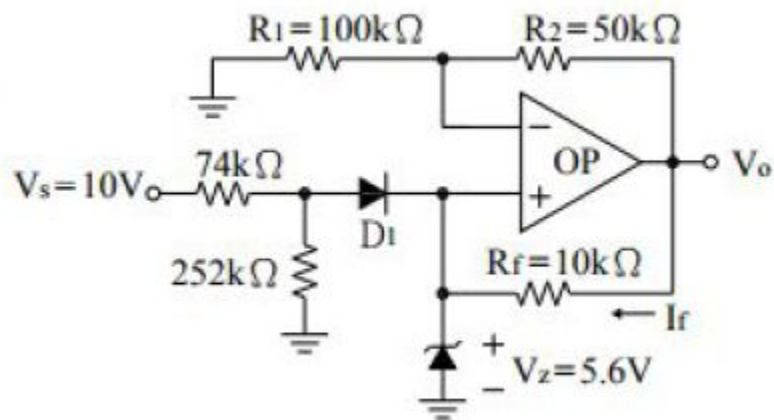 R1=100kΩ
R2=50kΩ
Vs=10V
74kΩ
D1
252kΩ
−
+
OP
Vo
Rf=10kΩ
If
+
Vz=5.6V
−